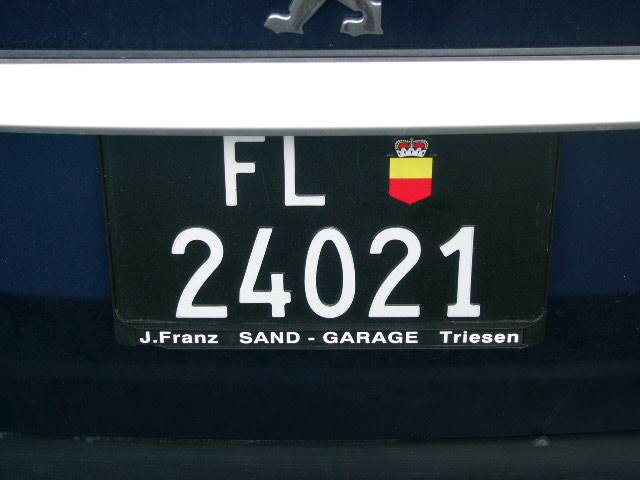 FL
24021
J.Franz SAND - GARAGE Triesen